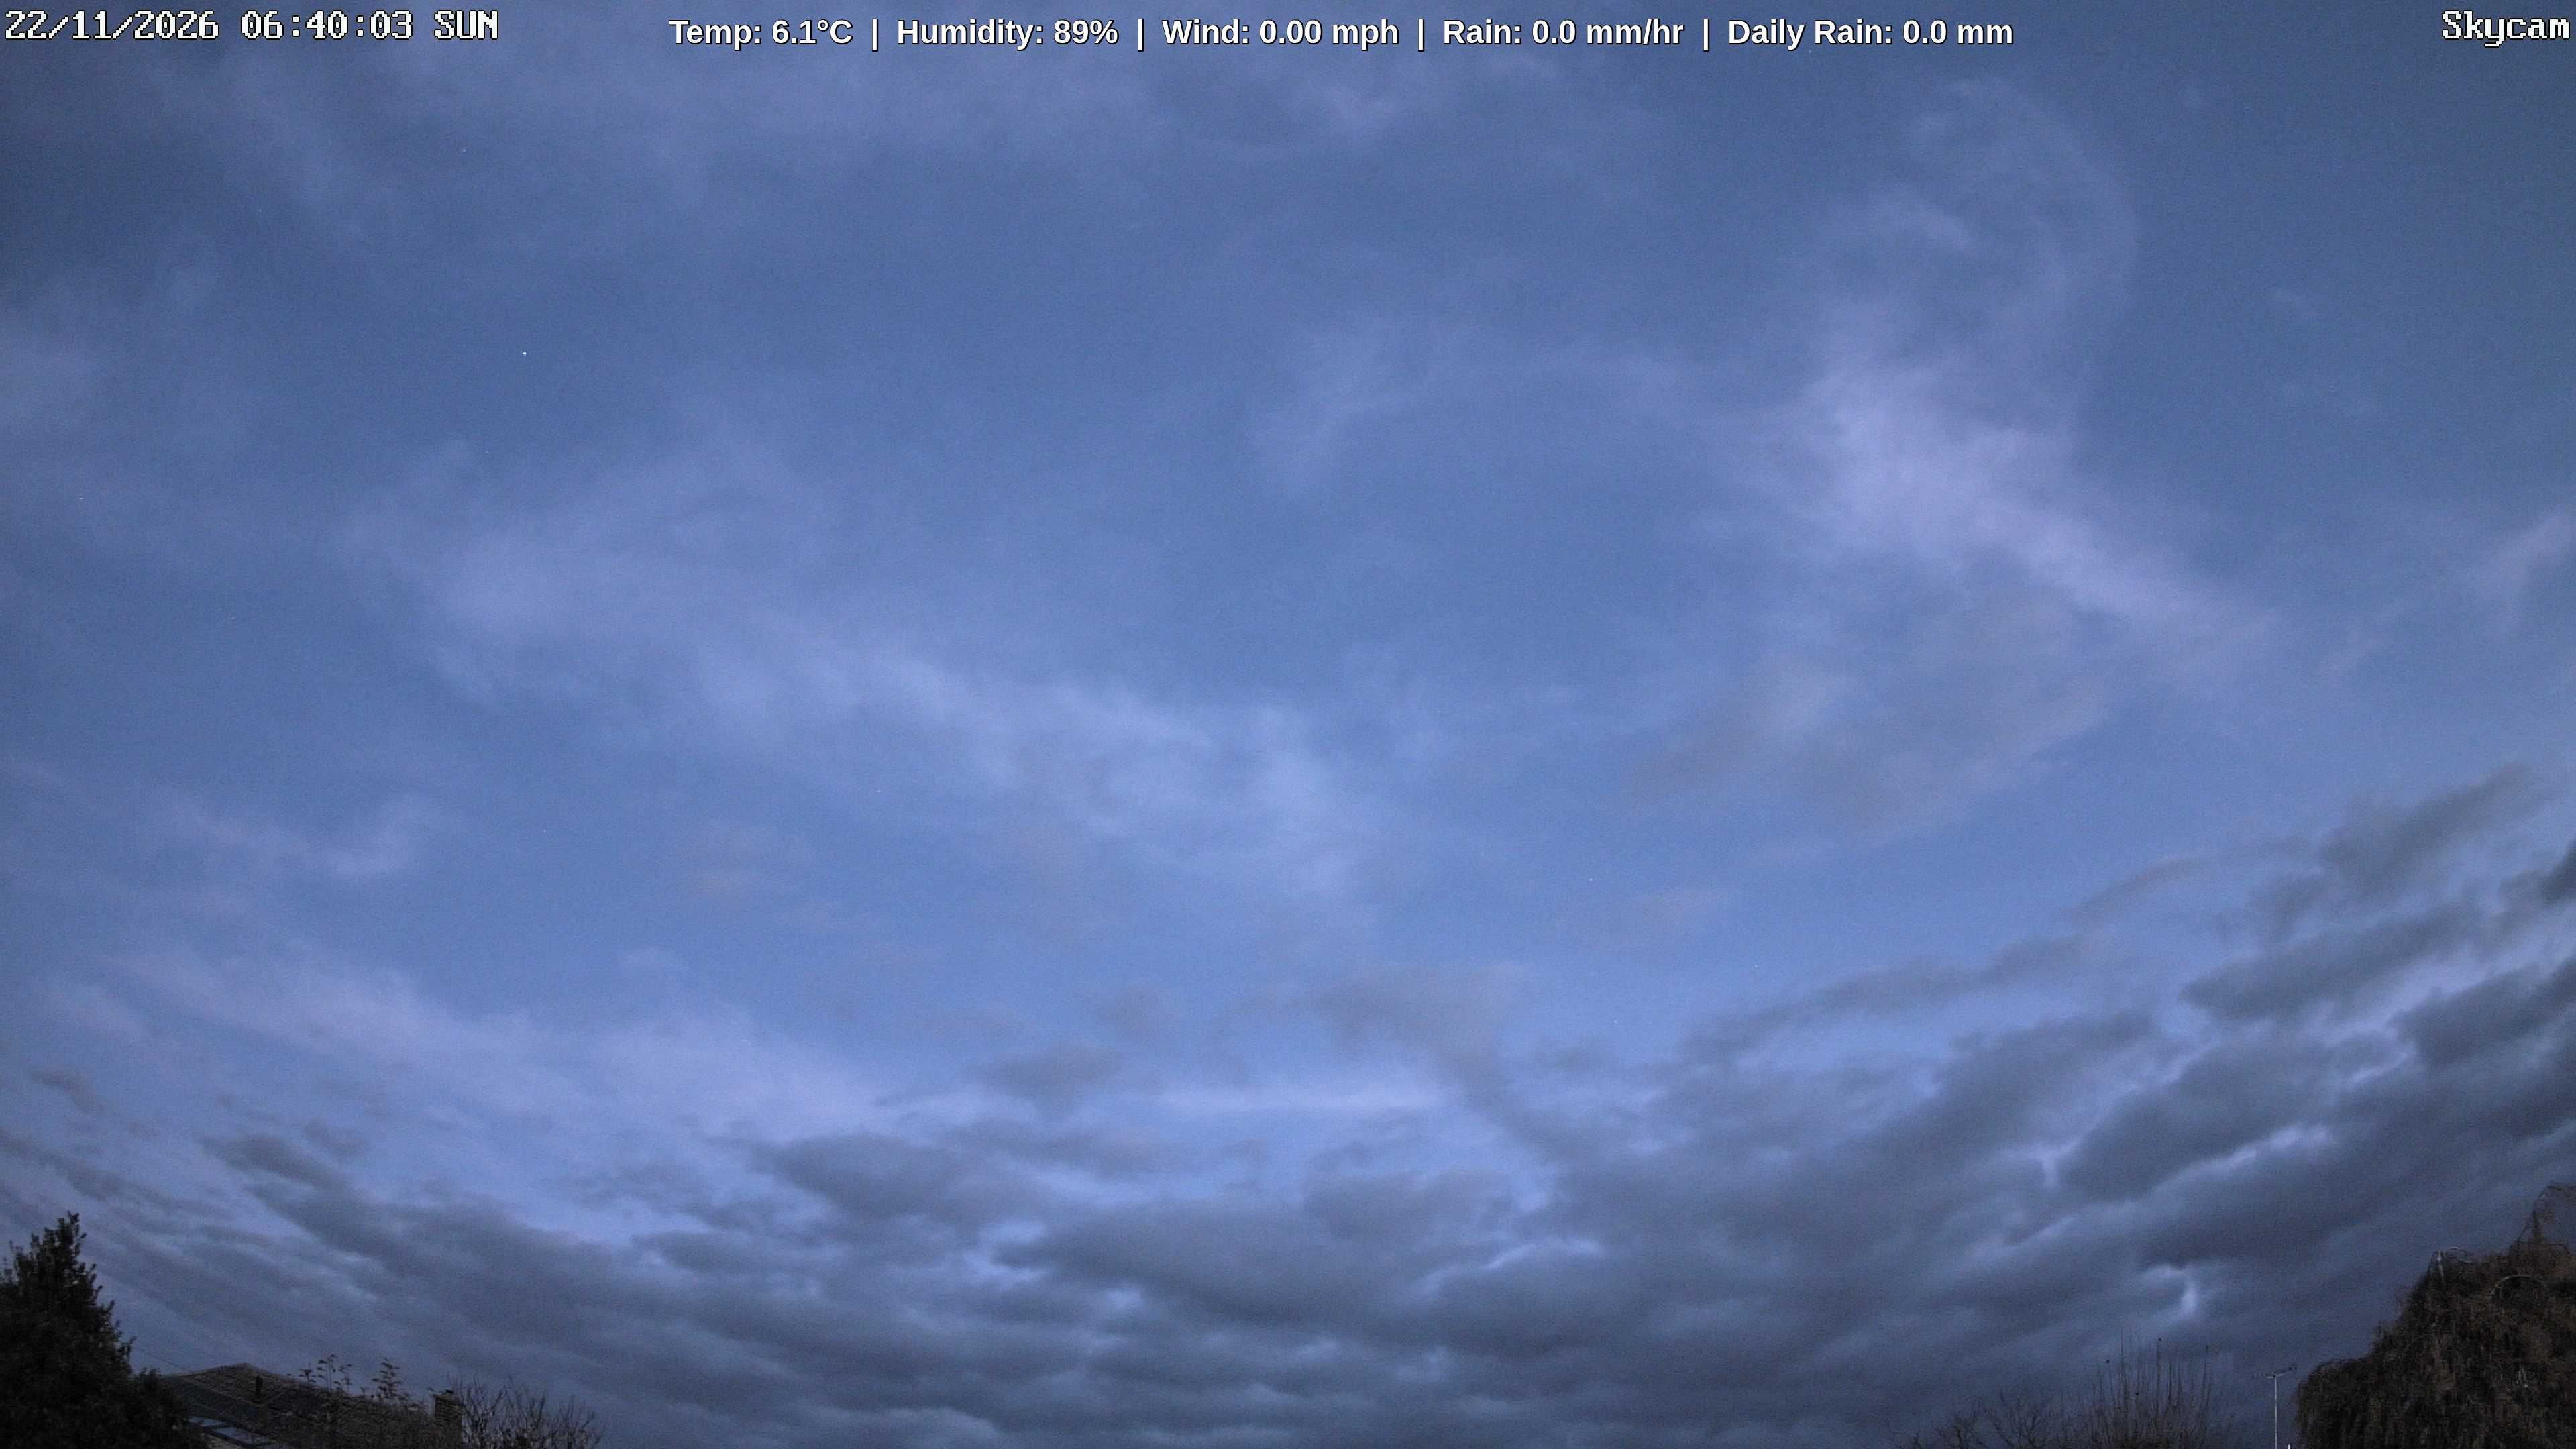 22/11/2026 06:40:03 SUN
Temp: 6.1°C | Humidity: 89% | Wind: 0.00 mph | Rain: 0.0 mm/hr | Daily Rain: 0.0 mm
Skycam